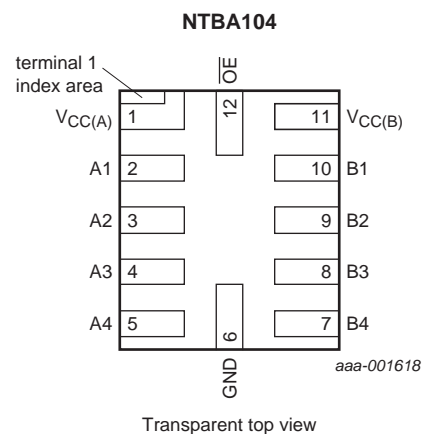 NTBA104
terminal 1
index area
OE
VCC(A) 1 12 11 VCC(B)
A1 2 10 B1
A2 3 9 B2
A3 4 8 B3
A4 5 6 7 B4
GND
aaa-001618
Transparent top view